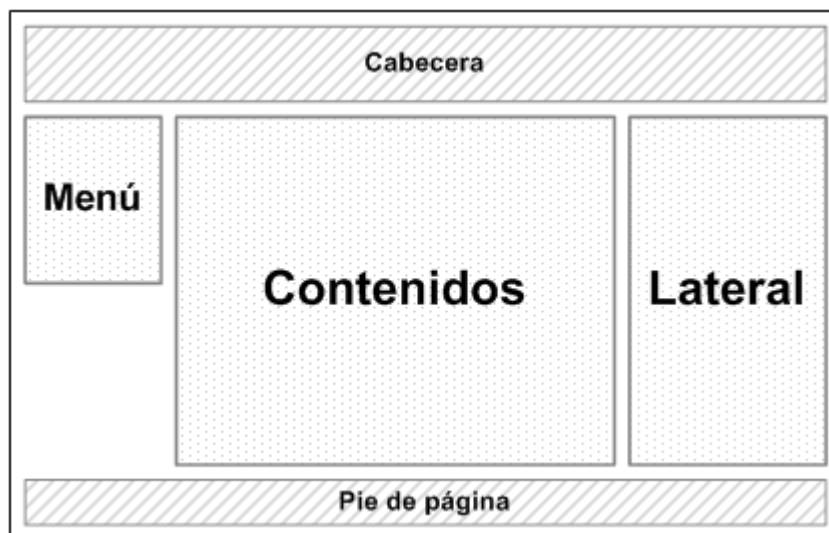 Cabecera
Menú
Contenidos
Lateral
Pie de página